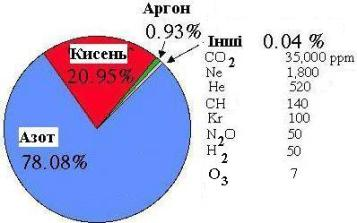 Аргон
0.93%
Інші 0.04 %
Кисень
20.95%
Азот
78.08%
CO2 35,000 ppm
Ne 1,800
He 520
CH 140
Kr 100
N2O 50
H2 50
O3 7